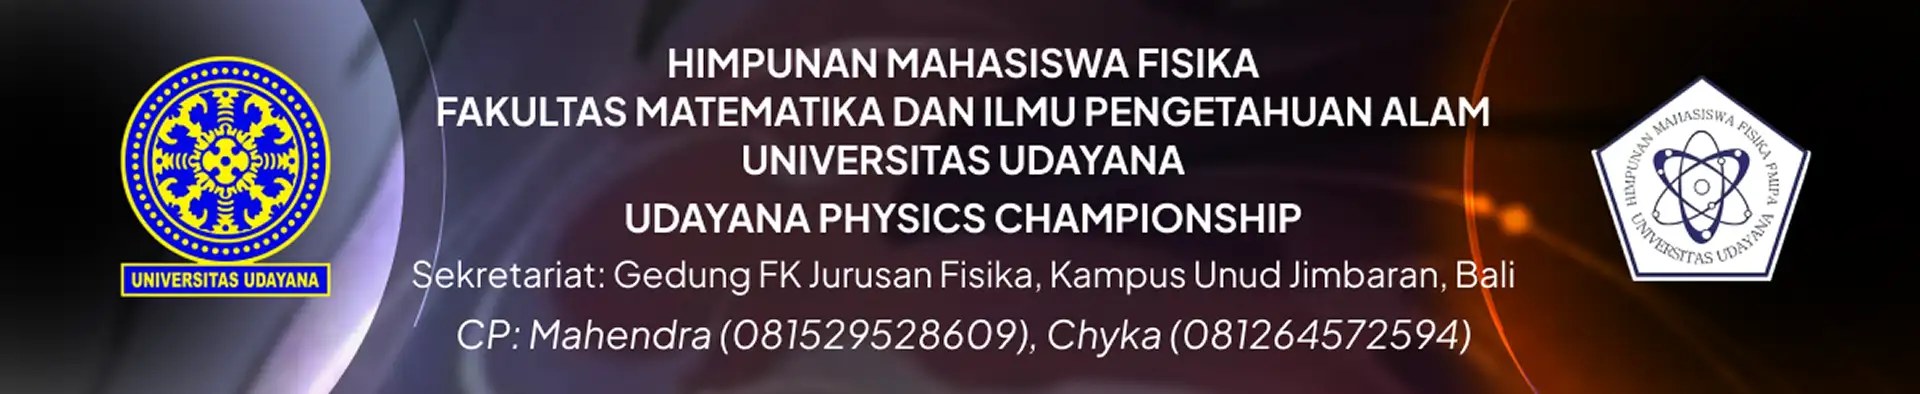 HIMPUNAN MAHASISWA FISIKA
FAKULTAS MATEMATIKA DAN ILMU PENGETAHUAN ALAM
UNIVERSITAS UDAYANA
UDAYANA PHYSICS CHAMPIONSHIP
Sekretariat: Gedung FK Jurusan Fisika, Kampus Unud Jimbaran, Bali
CP: Mahendra (081529528609), Chyka (081264572594)
UNIVERSITAS UDAYANA
HIMPUNAN MAHASISWA FISIKA FMIPA
UNIVERSITAS UDAYANA